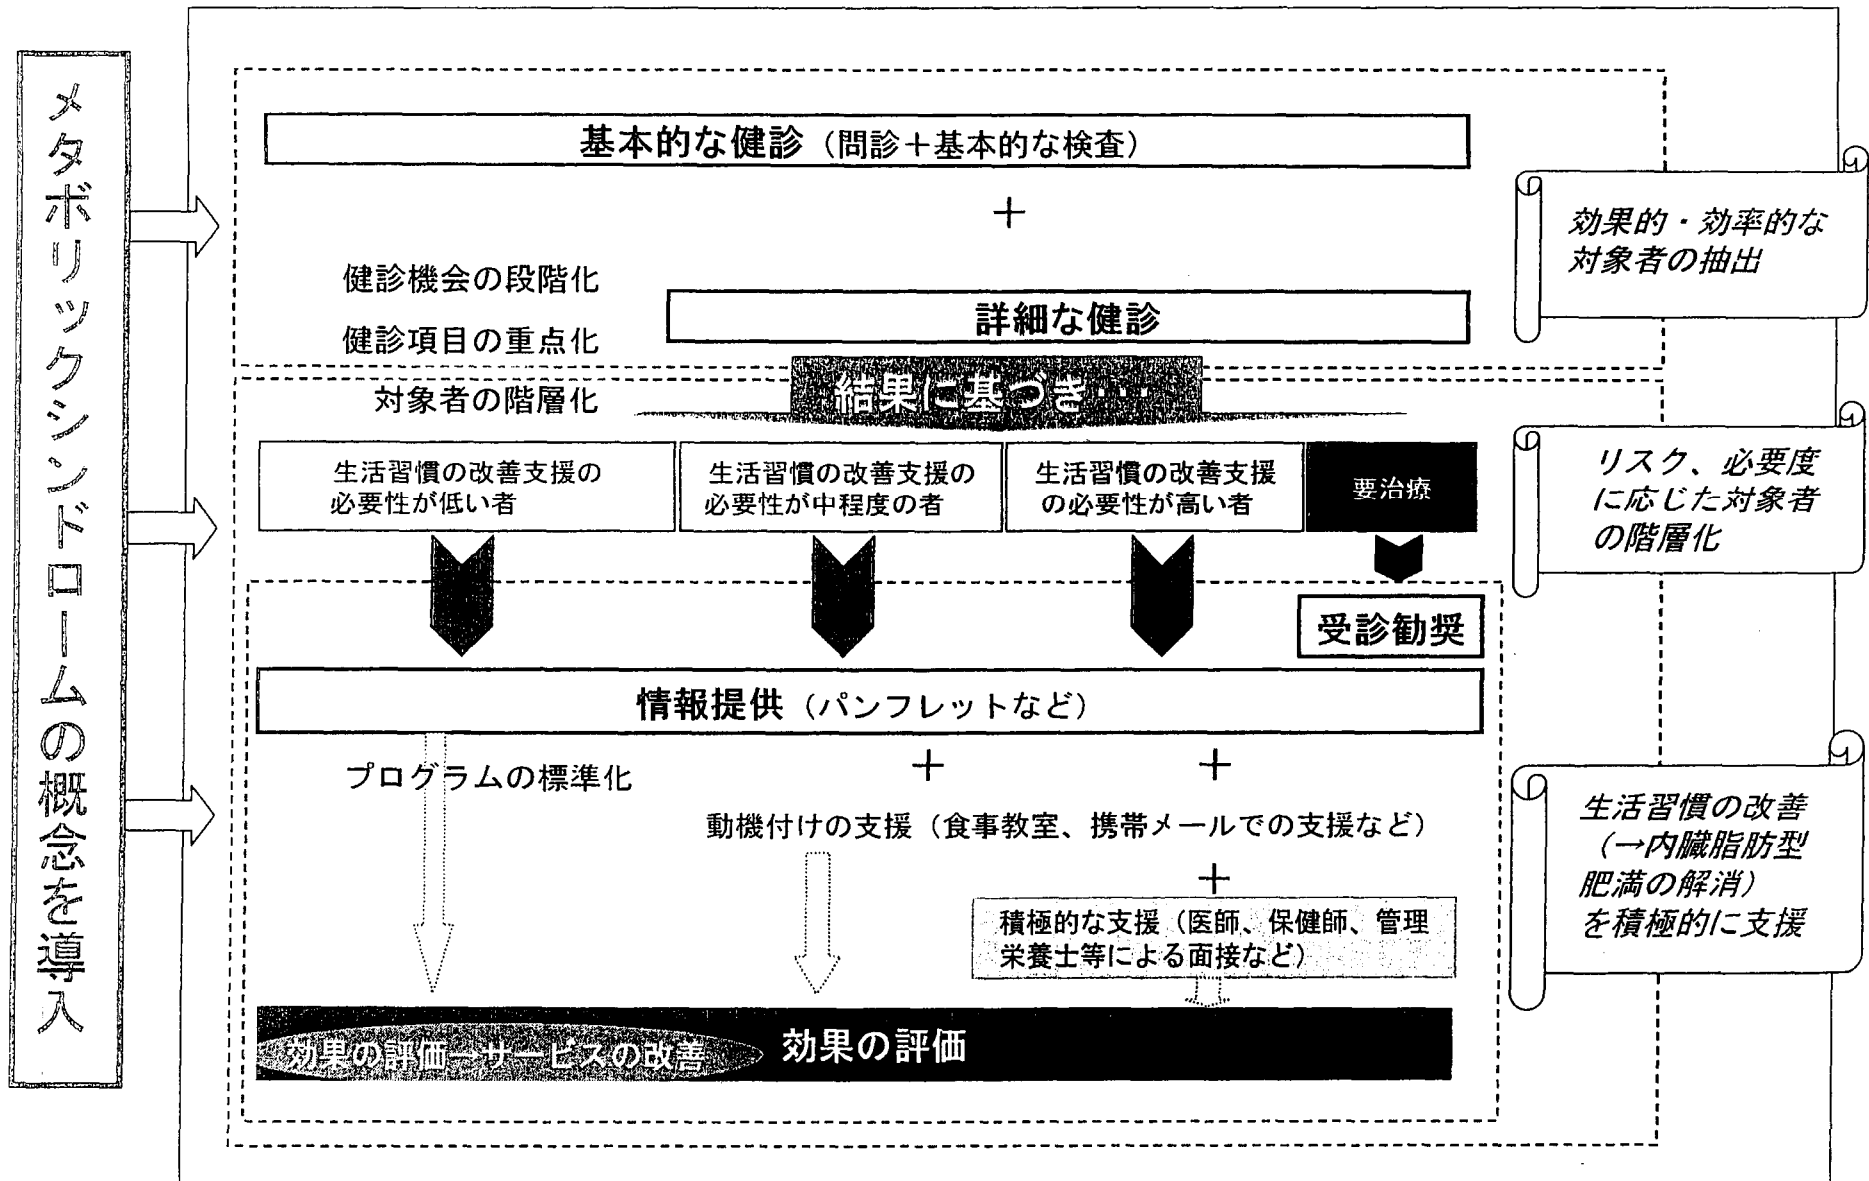 メタボリックシンドロームの概念を導入
基本的な健診（問診＋基本的な検査）
＋
健診機会の段階化
健診項目の重点化
詳細な健診
効果的・効率的な
対象者の抽出
結果に基づき・・・
対象者の階層化
生活習慣の改善支援の
必要性が低い者
生活習慣の改善支援の
必要性が中程度の者
生活習慣の改善支援
の必要性が高い者
要治療
リスク、必要度
に応じた対象者
の階層化
受診勧奨
情報提供（パンフレットなど）
プログラムの標準化
＋
＋
動機付けの支援（食事教室、携帯メールでの支援など）
＋
積極的な支援（医師、保健師、管理
栄養士等による面接など）
生活習慣の改善
（→内臓脂肪型
肥満の解消）
を積極的に支援
効果の評価→サービスの改善
効果の評価